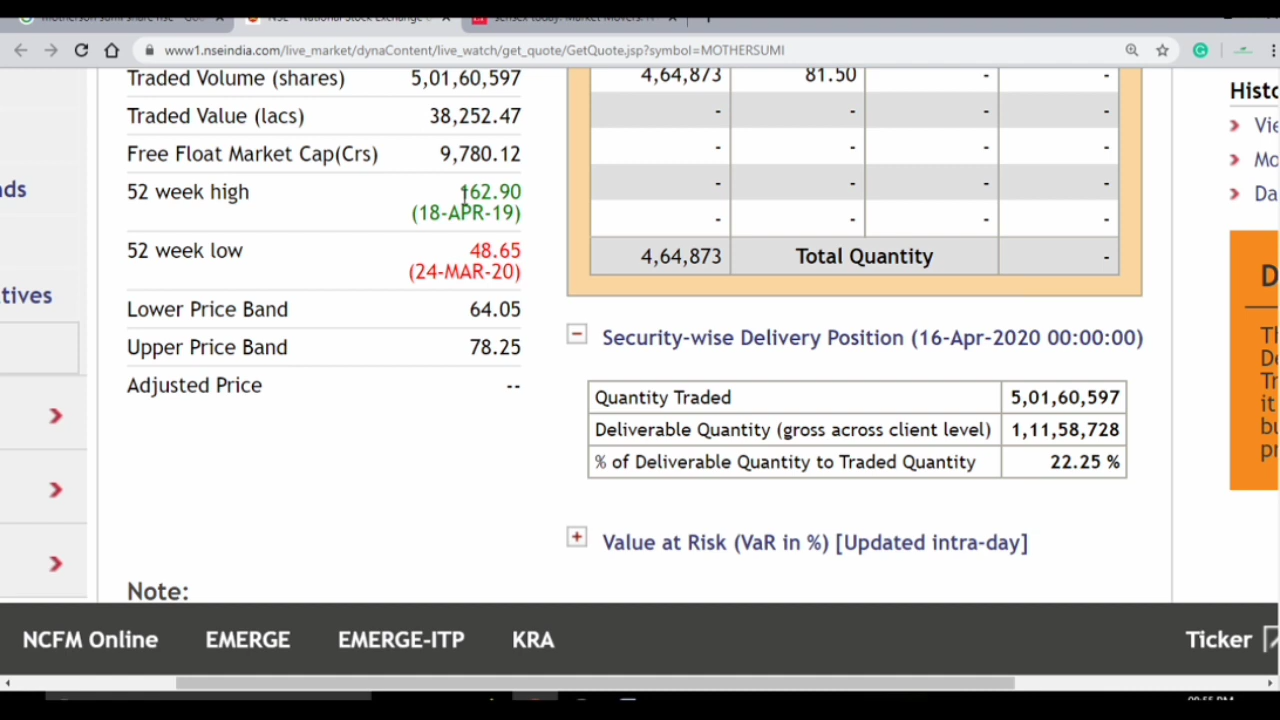 www1.nseindia.com/live_market/dynaContent/live_watch/get_quote/GetQuote.jsp?symbol=MOTHERSUMI
Traded Volume (shares) 5,01,60,597
Traded Value (lacs) 38,252.47
Free Float Market Cap(Crs) 9,780.12
52 week high 162.90
(18-APR-19)
52 week low 48.65
(24-MAR-20)
Lower Price Band 64.05
Upper Price Band 78.25
Adjusted Price --
Note:
4,64,873 81.50 - -
- - - -
- - - -
- - - -
- - - -
4,64,873 Total Quantity -
Security-wise Delivery Position (16-Apr-2020 00:00:00)
Quantity Traded 5,01,60,597
Deliverable Quantity (gross across client level) 1,11,58,728
% of Deliverable Quantity to Traded Quantity 22.25 %
Value at Risk (VaR in %) [Updated intra-day]
NCFM Online EMERGE EMERGE-ITP KRA Ticker